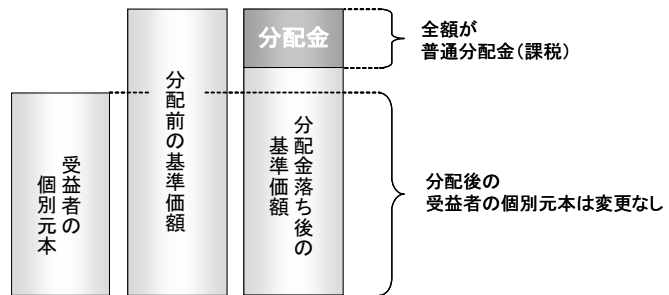 受益者の
個別元本
分配前の基準価額
分配金
分配金落ち後の
基準価額
全額が
普通分配金（課税）
分配後の
受益者の個別元本は変更なし